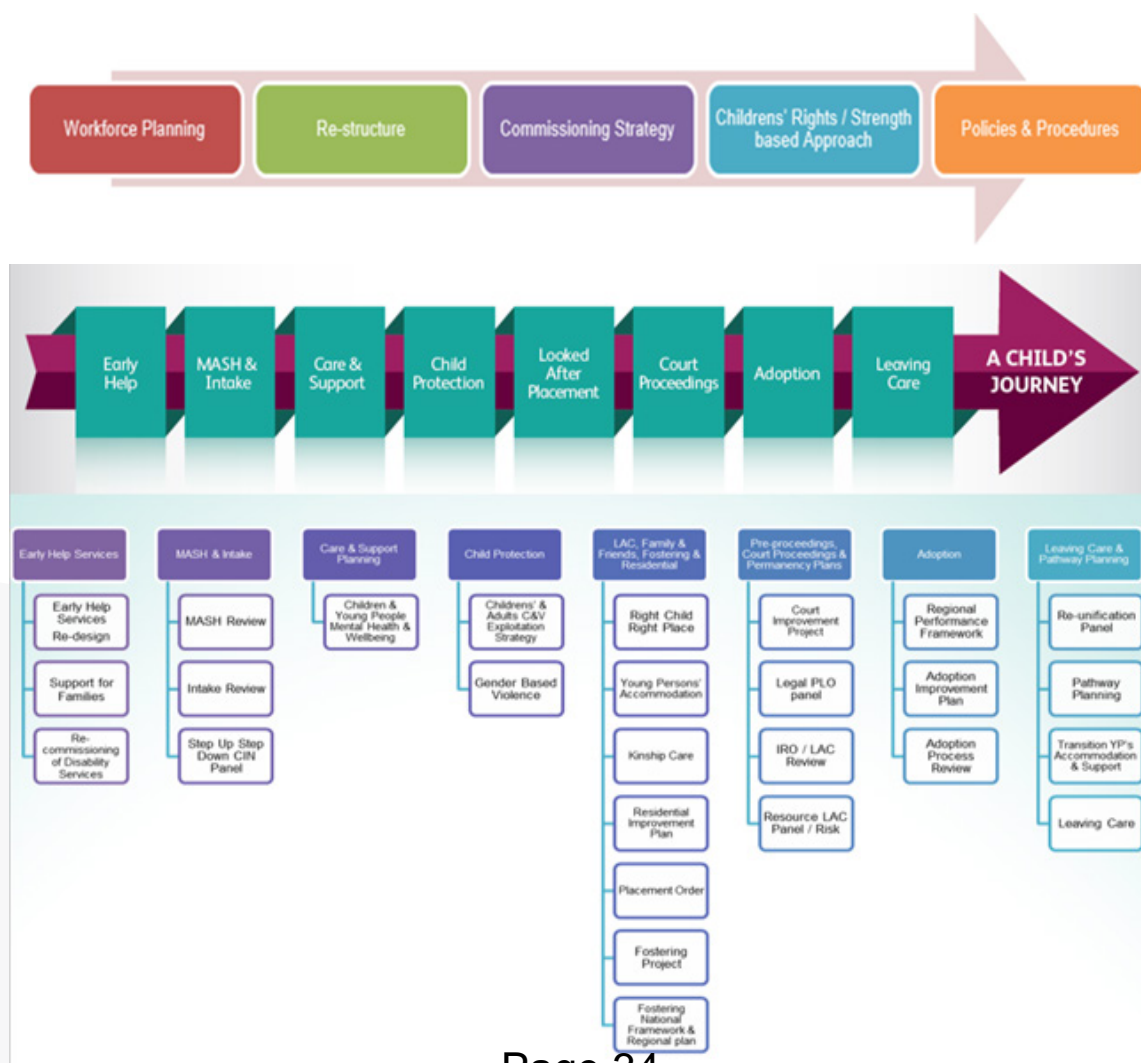 Workforce Planning
Re-structure
Commissioning Strategy
Childrens' Rights / Strength
based Approach
Policies & Procedures
Early
Help
MASH &
Intake
Care &
Support
Child
Protection
Looked
After
Placement
Court
Proceedings
Adoption
Leaving
Care
A CHILD'S
JOURNEY
Early Help Services
Early Help
Services
Re-design
Support for
Families
Re-
commissioning
of Disability
Services
MASH & Intake
MASH Review
Intake Review
Step Up Step
Down CIN
Panel
Care & Support
Planning
Children &
Young People
Mental Health &
Wellbeing
Child Protection
Childrens' &
Adults C&V
Exploitation
Strategy
Gender Based
Violence
LAC, Family &
Friends, Fostering &
Residential
Right Child
Right Place
Young Persons'
Accommodation
Kinship Care
Residential
Improvement
Plan
Placement Order
Fostering
Project
Fostering
National
Framework &
Regional plan
Pre-proceedings,
Court Proceedings &
Permanency Plans
Court
Improvement
Project
Legal PLO
panel
IRO / LAC
Review
Resource LAC
Panel / Risk
Adoption
Regional
Performance
Framework
Adoption
Improvement
Plan
Adoption
Process
Review
Leaving Care &
Pathway Planning
Re-unification
Panel
Pathway
Planning
Transition YP's
Accommodation
& Support
Leaving Care
Page 24